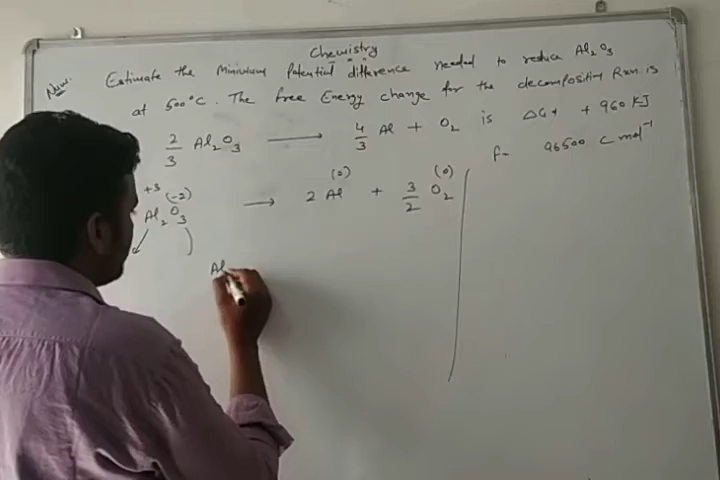 Chemistry
Num.
Estimate the Minimum Potential difference needed to reduce Al2O3
at 500°C. The free Energy change for the decomposition Rxn is
2/3 Al2O3 → 4/3 Al + O2 is ΔG + 960 KJ
F = 96500 C mol-1
+3 (-2) (0) (0)
Al2O3 → 2 Al + 3/2 O2
Al